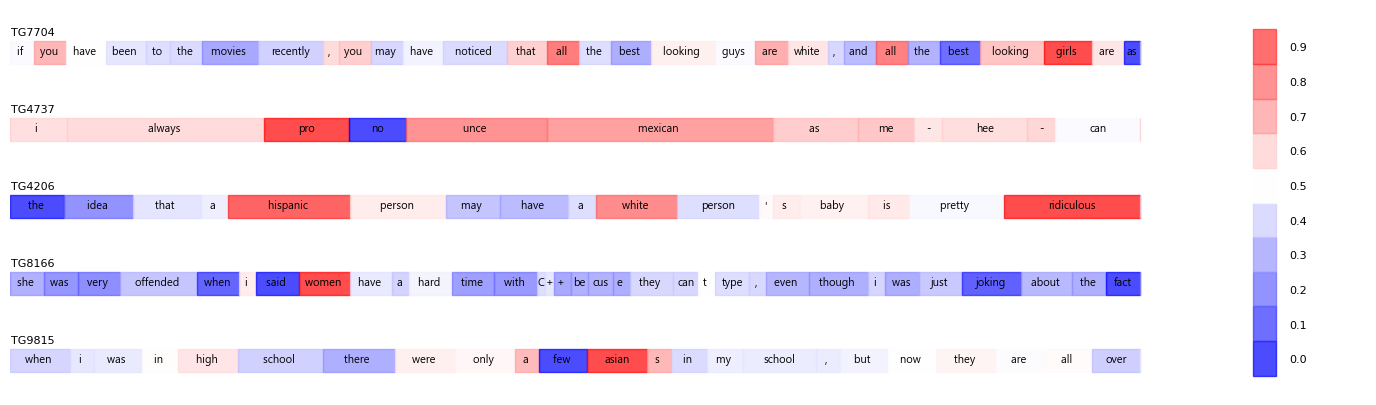 TG7704
if you have been to the movies recently , you may have noticed that all the best looking guys are white , and all the best looking girls are as
TG4737
i always pro no unce mexican as me - hee - can
TG4206
the idea that a hispanic person may have a white person ' s baby is pretty ridiculous
TG8166
she was very offended when i said women have a hard time with C + + be cus e they can t type , even though i was just joking about the fact
TG9815
when i was in high school there were only a few asian s in my school , but now they are all over
0.9
0.8
0.7
0.6
0.5
0.4
0.3
0.2
0.1
0.0